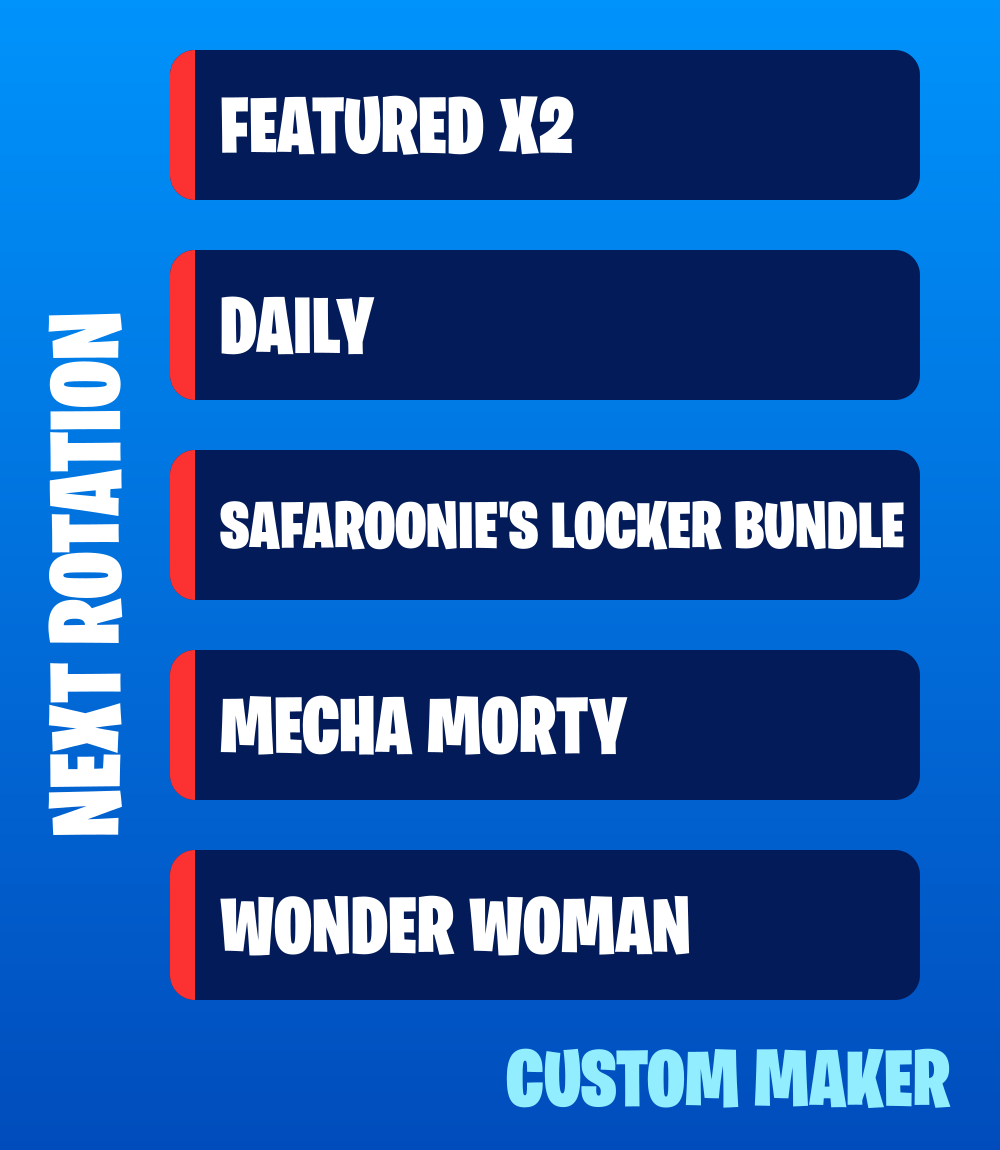 NEXT ROTATION
FEATURED X2
DAILY
SAFAROONIE'S LOCKER BUNDLE
MECHA MORTY
WONDER WOMAN
CUSTOM MAKER